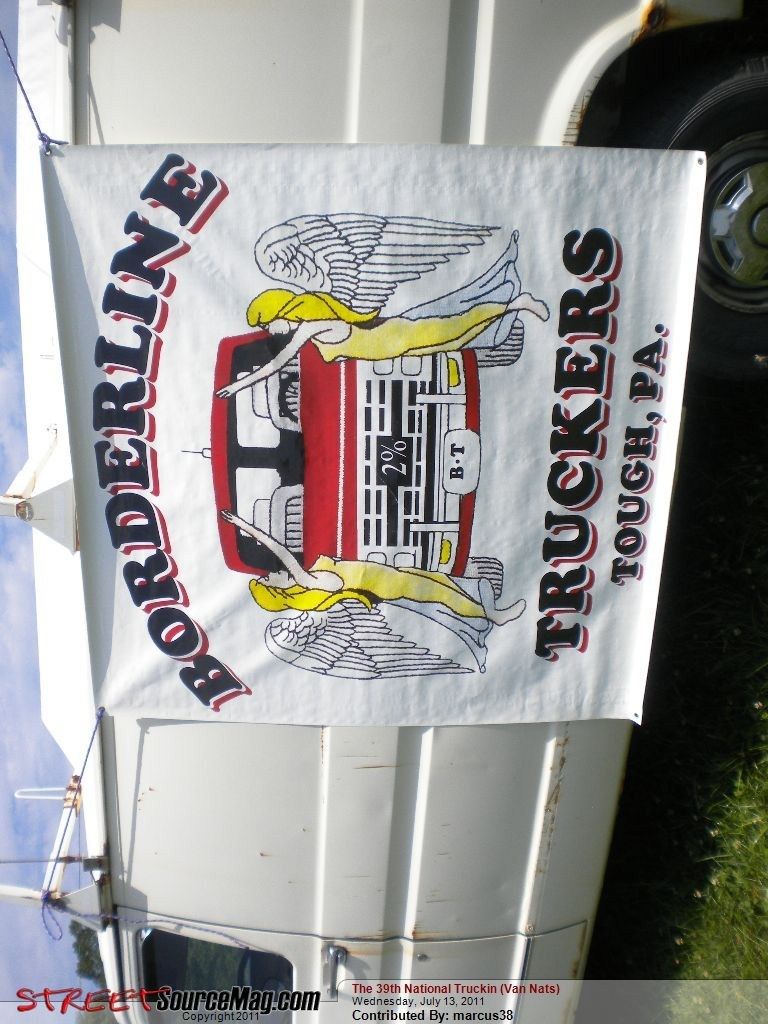 BORDERLINE
2%
B·T
TRUCKERS
TOUGH, PA.
STREETSourceMag.com
Copyright 2011
The 39th National Truckin (Van Nats)
Wednesday, July 13, 2011
Contributed By: marcus38